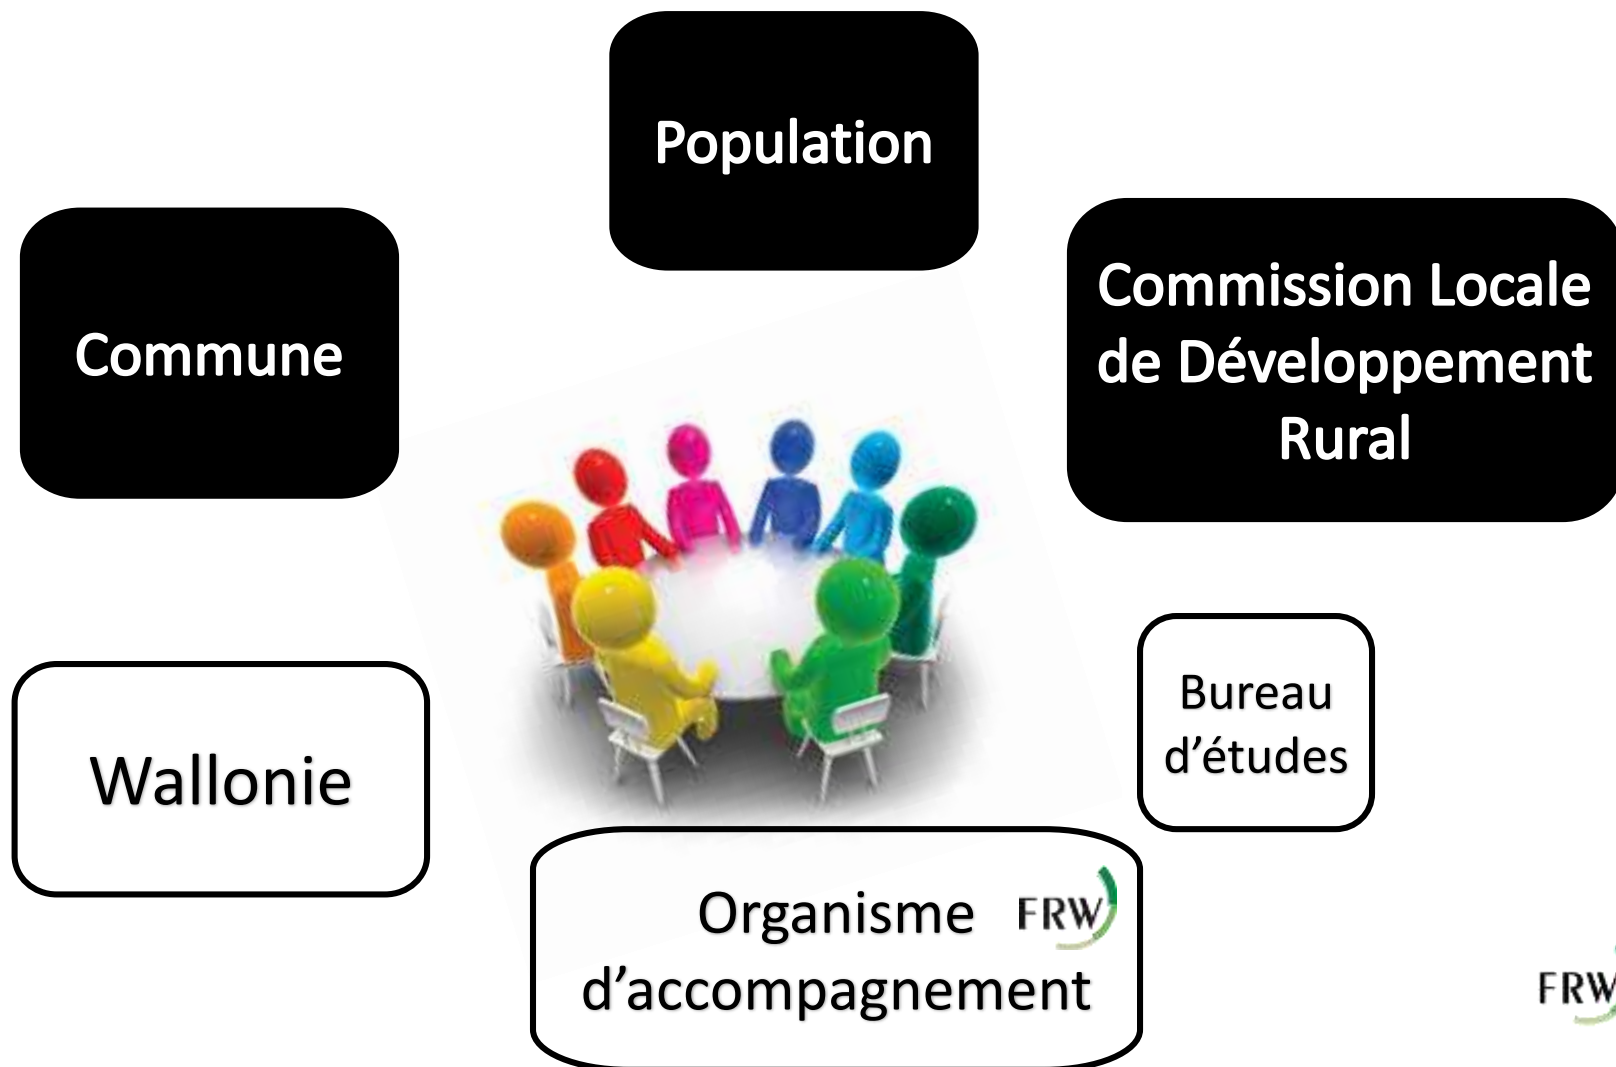 Population
Commune
Commission Locale
de Développement
Rural
Wallonie
Bureau
d’études
Organisme FRW
d’accompagnement
FRW